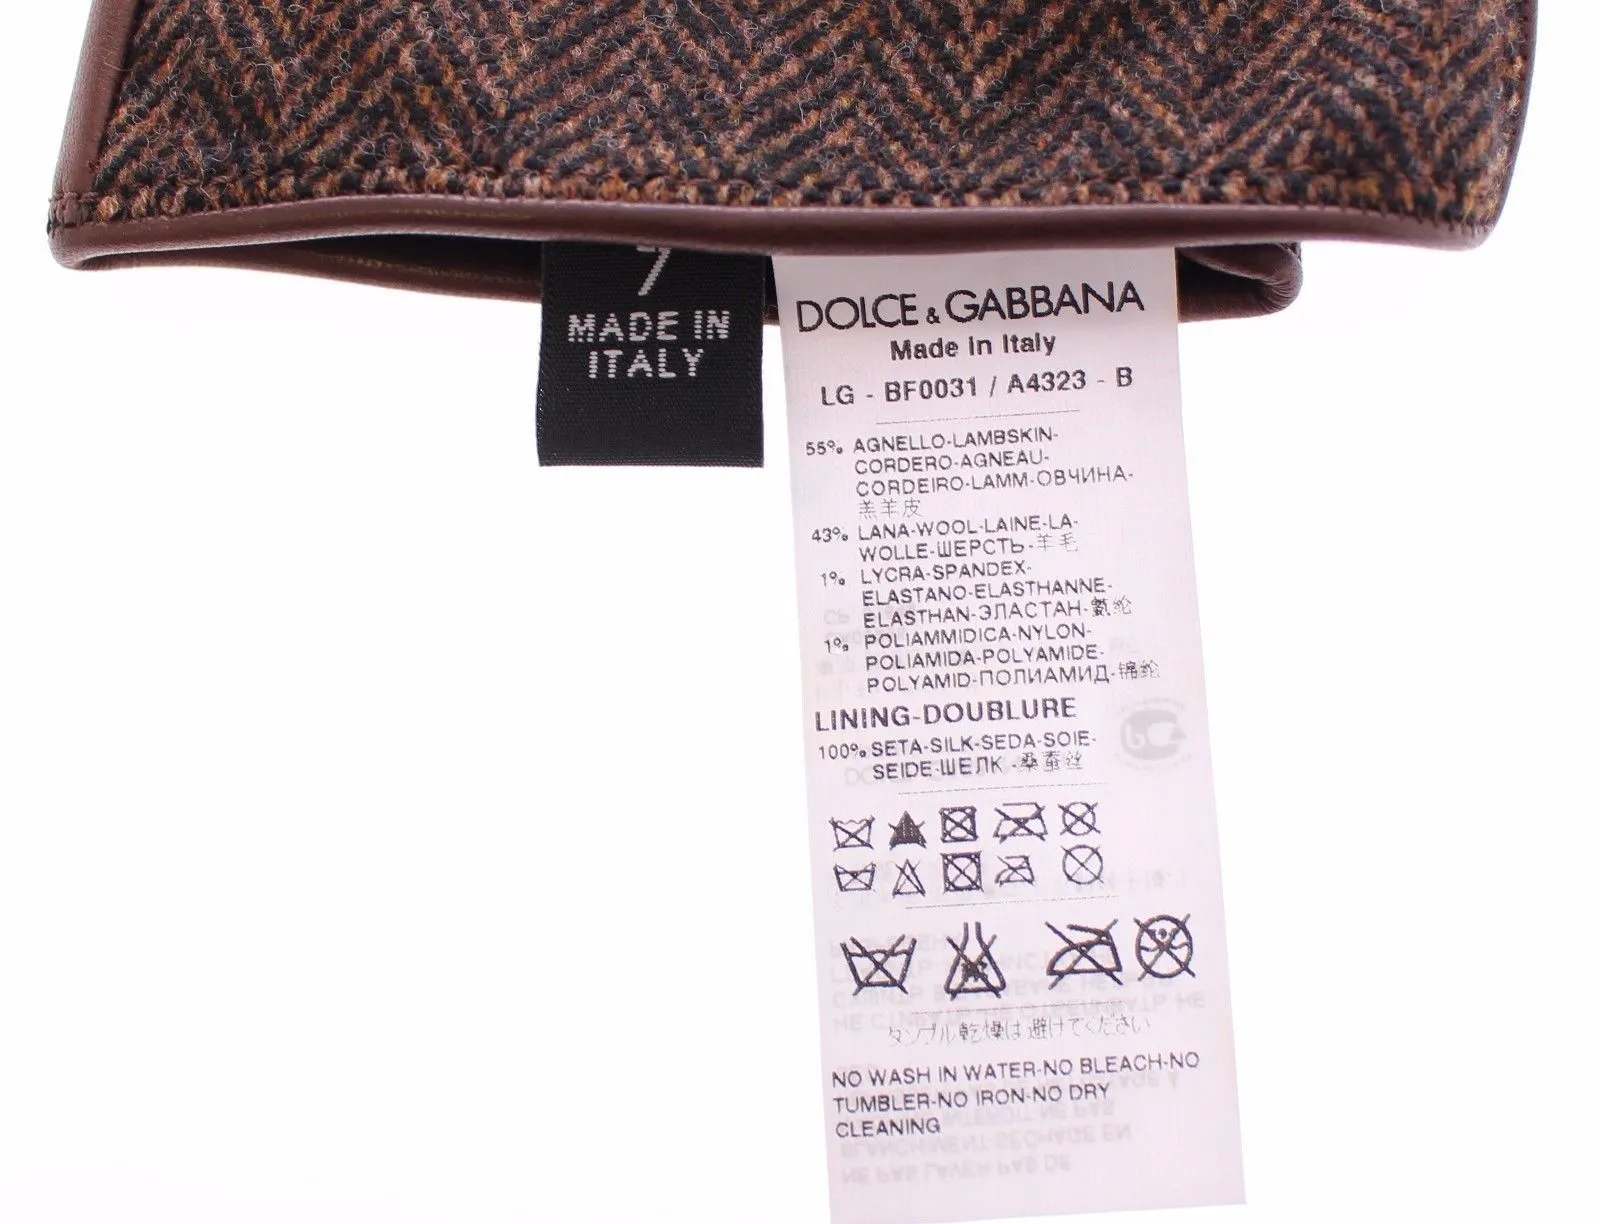 7
MADE IN
ITALY
DOLCE & GABBANA
Made In Italy
LG - BF0031 / A4323 - B
55% AGNELLO-LAMBSKIN-
CORDERO-AGNEAU-
CORDEIRO-LAMM-ОВЧИНА-
羔羊皮
43% LANA-WOOL-LAINE-LA-
WOLLE-ШЕРСТЬ-羊毛
1% LYCRA-SPANDEX-
ELASTANO-ELASTHANNE-
ELASTHAN-ЭЛАСТАН-氨纶
1% POLIAMMIDICA-NYLON-
POLIAMIDA-POLYAMIDE-
POLYAMID-ПОЛИАМИД-锦纶
LINING-DOUBLURE
100% SETA-SILK-SEDA-SOIE-
SEIDE-ШЕЛК-桑蚕丝
タンブル乾燥は避けてください
NO WASH IN WATER-NO BLEACH-NO
TUMBLER-NO IRON-NO DRY
CLEANING